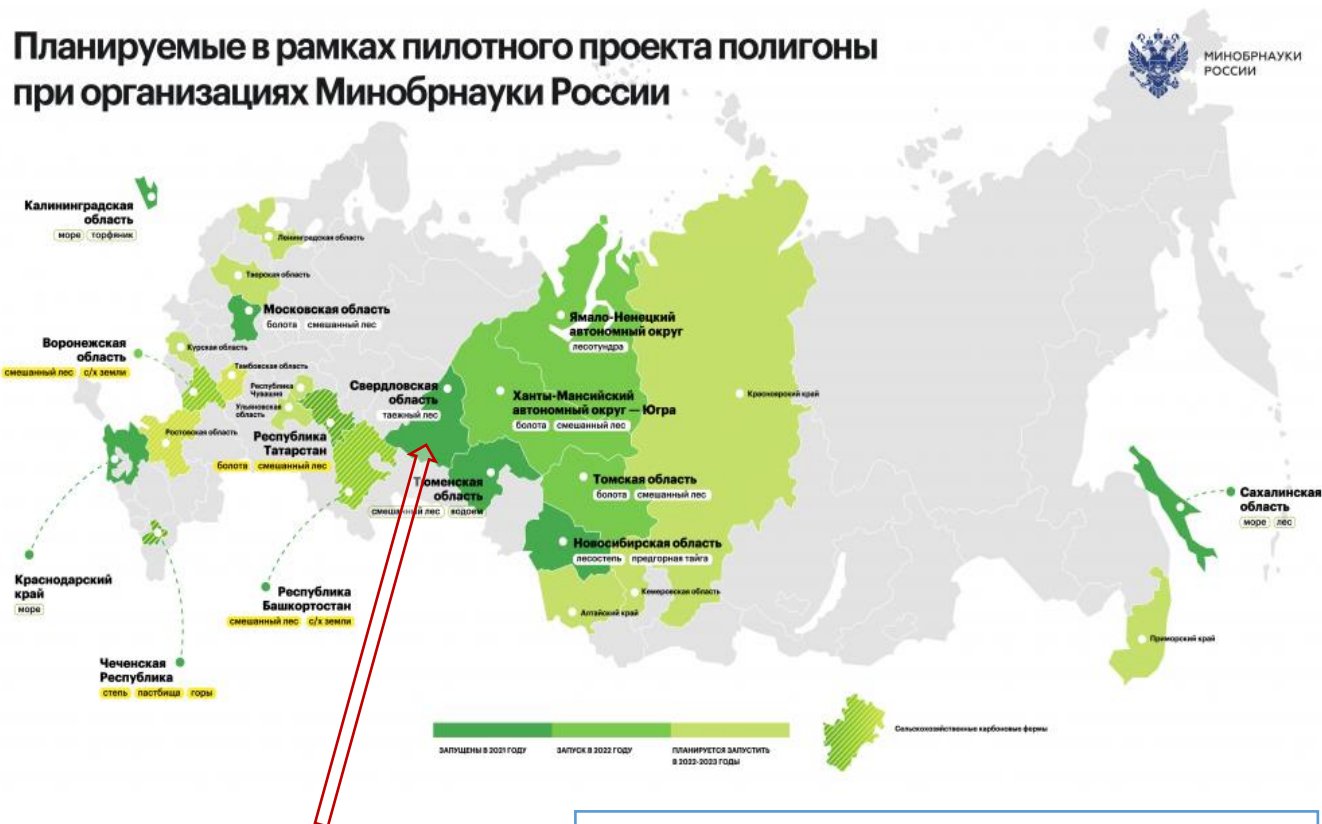 Планируемые в рамках пилотного проекта полигоны
при организациях Минобрнауки России
МИНОБРНАУКИ
РОССИИ
Калининградская
область
море торфяник
Ленинградская область
Тверская область
Московская область
болота смешанный лес
Воронежская
область
смешанный лес с/х земли
Курская область
Тамбовская область
Республика
Чувашия
Ульяновская
область
Ростовская область
Республика
Татарстан
болота смешанный лес
Свердловская
область
таежный лес
Ямало-Ненецкий
автономный округ
лесотундра
Ханты-Мансийский
автономный округ — Югра
болота смешанный лес
Красноярский край
Тюменская
область
смешанный лес водоем
Томская область
болота смешанный лес
Новосибирская область
лесостепь предгорная тайга
Кемеровская область
Алтайский край
Сахалинская
область
море лес
Приморский край
Краснодарский
край
море
Республика
Башкортостан
смешанный лес с/х земли
Чеченская
Республика
степь пастбища горы
ЗАПУЩЕНЫ В 2021 ГОДУ
ЗАПУСК В 2022 ГОДУ
ПЛАНИРУЕТСЯ ЗАПУСТИТЬ
В 2022-2023 ГОДЫ
Сельскохозяйственные карбоновые фермы